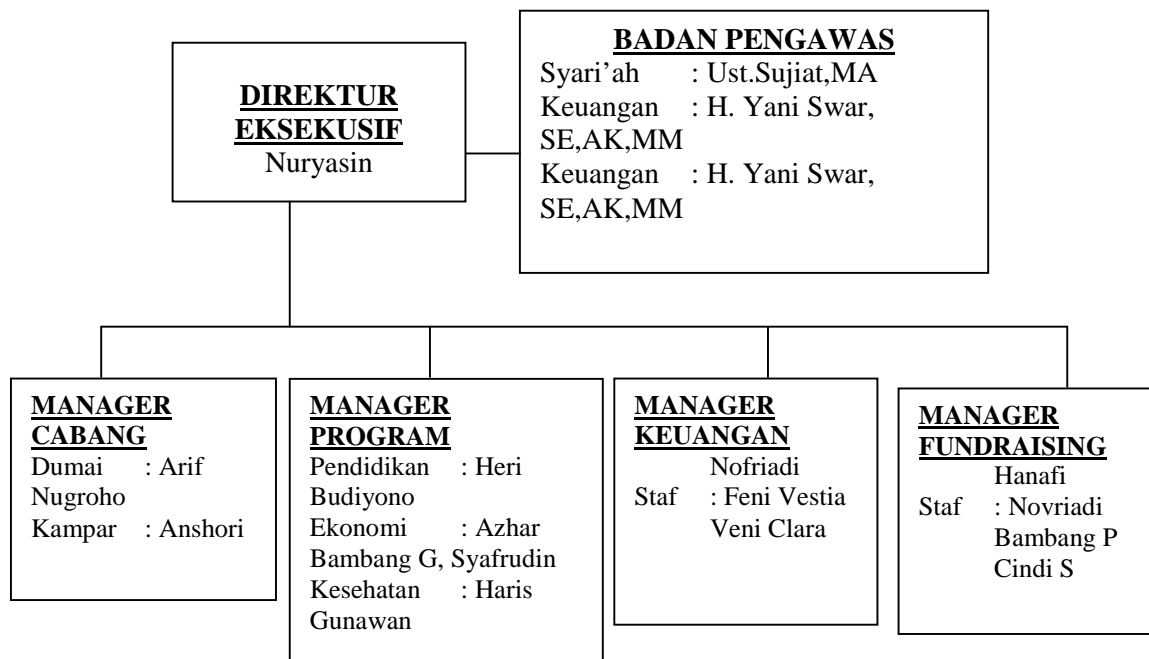 DIREKTUR
EKSEKUSIF
Nuryasin
BADAN PENGAWAS
Syari’ah : Ust.Sujiat,MA
Keuangan : H. Yani Swar,
SE,AK,MM
Keuangan : H. Yani Swar,
SE,AK,MM
MANAGER
CABANG
Dumai : Arif
Nugroho
Kampar : Anshori
MANAGER
PROGRAM
Pendidikan : Heri
Budiyono
Ekonomi : Azhar
Bambang G, Syafrudin
Kesehatan : Haris
Gunawan
MANAGER
KEUANGAN
Nofriadi
Staf : Feni Vestia
Veni Clara
MANAGER
FUNDRAISING
Hanafi
Staf : Novriadi
Bambang P
Cindi S